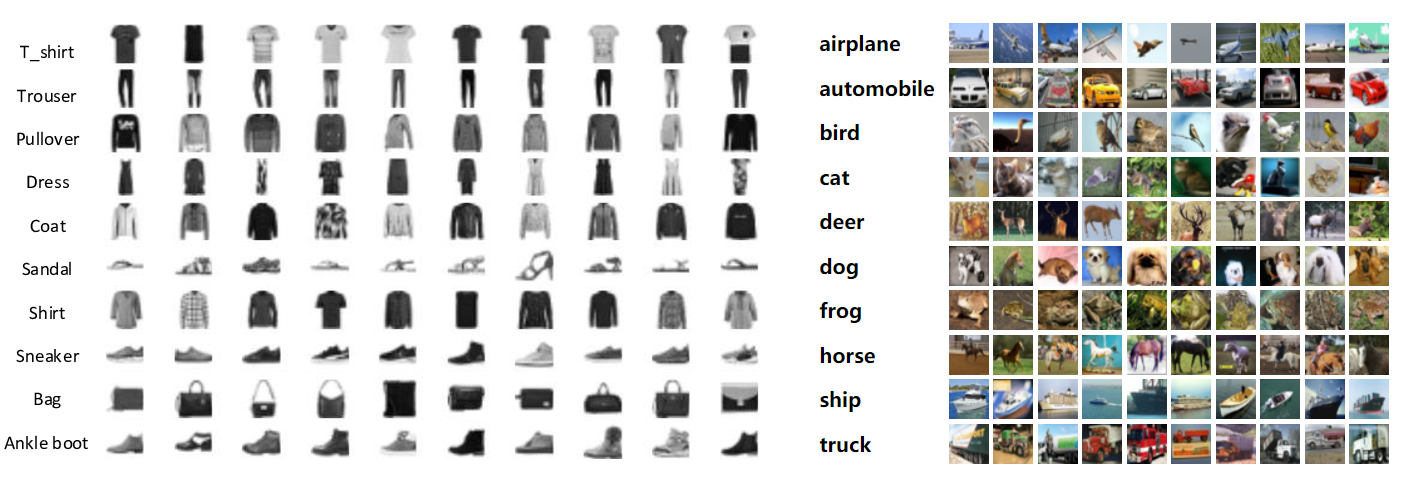 T_shirt
Trouser
Pullover
Dress
Coat
Sandal
Shirt
Sneaker
Bag
Ankle boot
airplane
automobile
bird
cat
deer
dog
frog
horse
ship
truck